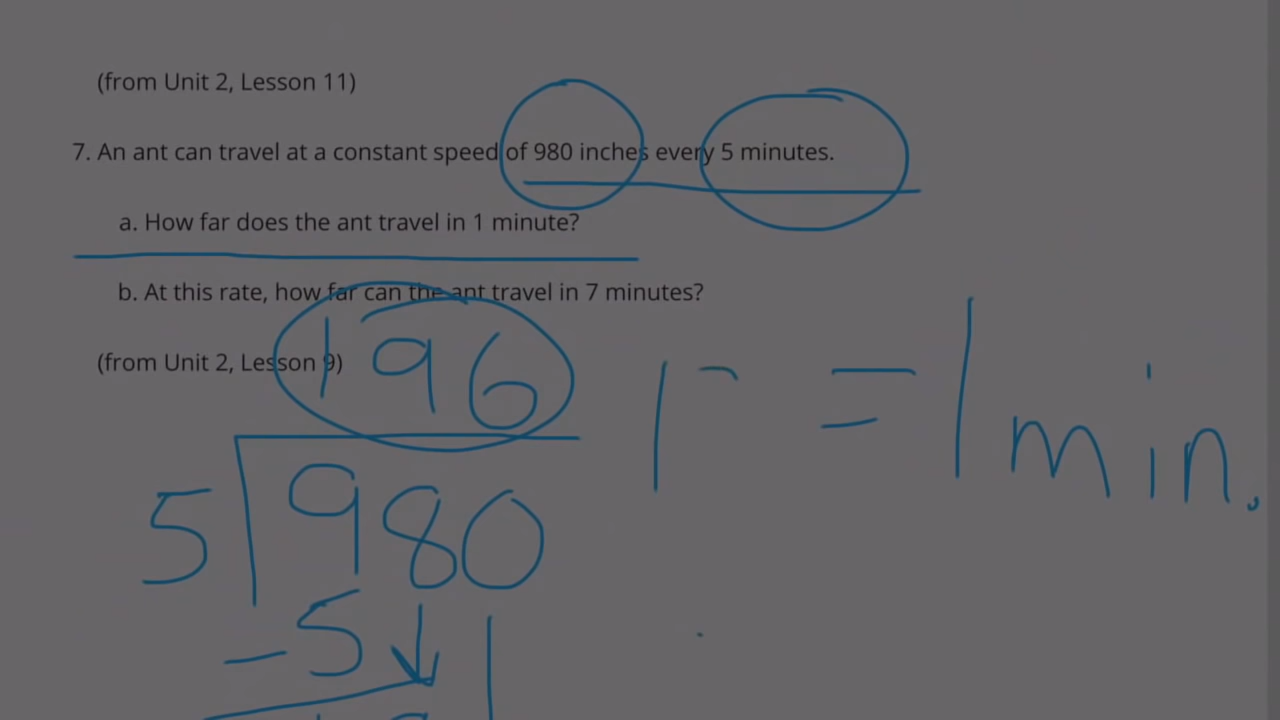 (from Unit 2, Lesson 11)
7. An ant can travel at a constant speed of 980 inches every 5 minutes.
a. How far does the ant travel in 1 minute?
b. At this rate, how far can the ant travel in 7 minutes?
(from Unit 2, Lesson 9)
196 = 1 min.
5 980
- 5 ↓